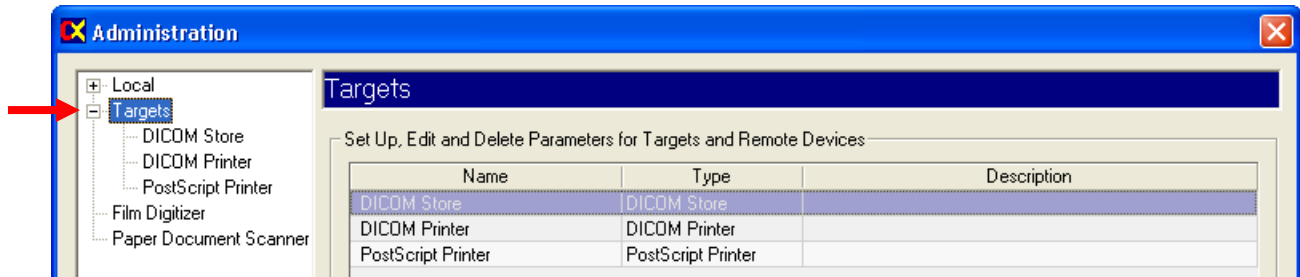 Administration
Local
Targets
DICOM Store
DICOM Printer
PostScript Printer
Film Digitizer
Paper Document Scanner
Targets
Set Up, Edit and Delete Parameters for Targets and Remote Devices
Name Type Description
DICOM Store DICOM Store
DICOM Printer DICOM Printer
PostScript Printer PostScript Printer